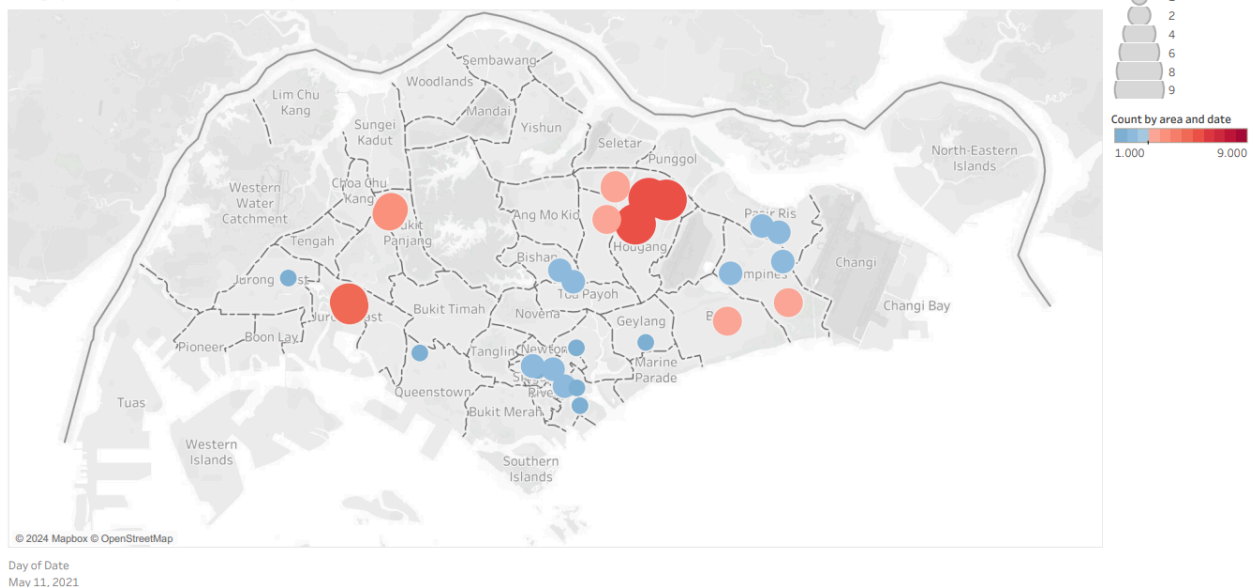 2
4
6
8
9
Count by area and date
1.000
9.000
Sembawang
Woodlands
Lim Chu
Kang
Mandai
Sungei
Kadut
Yishun
Seletar
Punggol
North-Eastern
Islands
Choa Chu
Kang
Western
Water
Catchment
Ang Mo Kio
Pasir Ris
Panjang
Tengah
Hougang
Bishan
Changi
Toa Payoh
Changi Bay
Bukit Timah
Novena
Geylang
Boon Lay
Pioneer
Tanglin
Newton
Marine
Parade
Queenstown
Tuas
Bukit Merah
Western
Islands
Southern
Islands
© 2024 Mapbox © OpenStreetMap
Day of Date
May 11, 2021